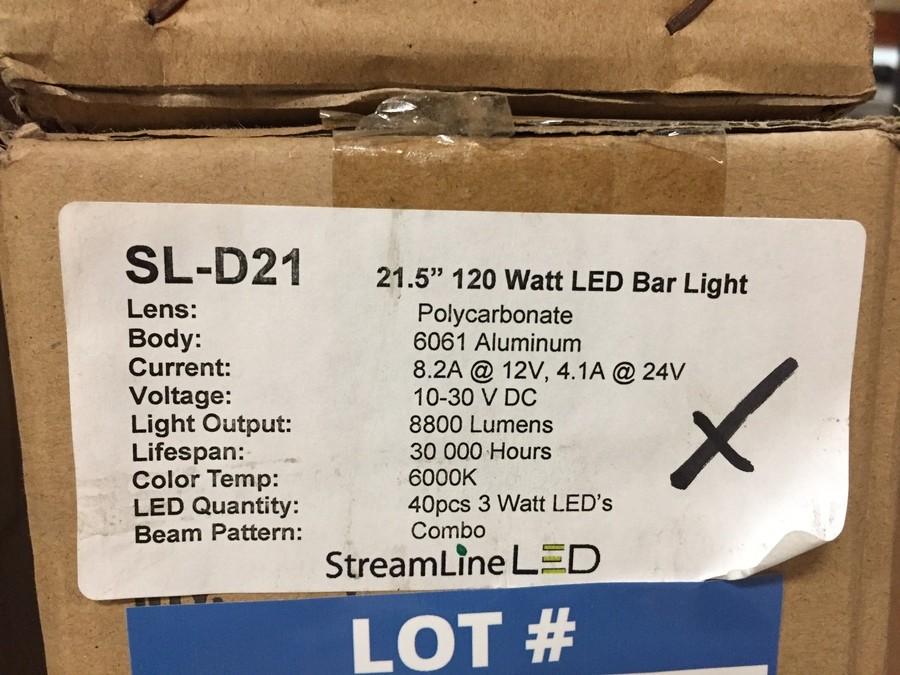 SL-D21 21.5” 120 Watt LED Bar Light
Lens: Polycarbonate
Body: 6061 Aluminum
Current: 8.2A @ 12V, 4.1A @ 24V
Voltage: 10-30 V DC
Light Output: 8800 Lumens
Lifespan: 30 000 Hours
Color Temp: 6000K
LED Quantity: 40pcs 3 Watt LED’s
Beam Pattern: Combo
StreamLine LED
LOT #